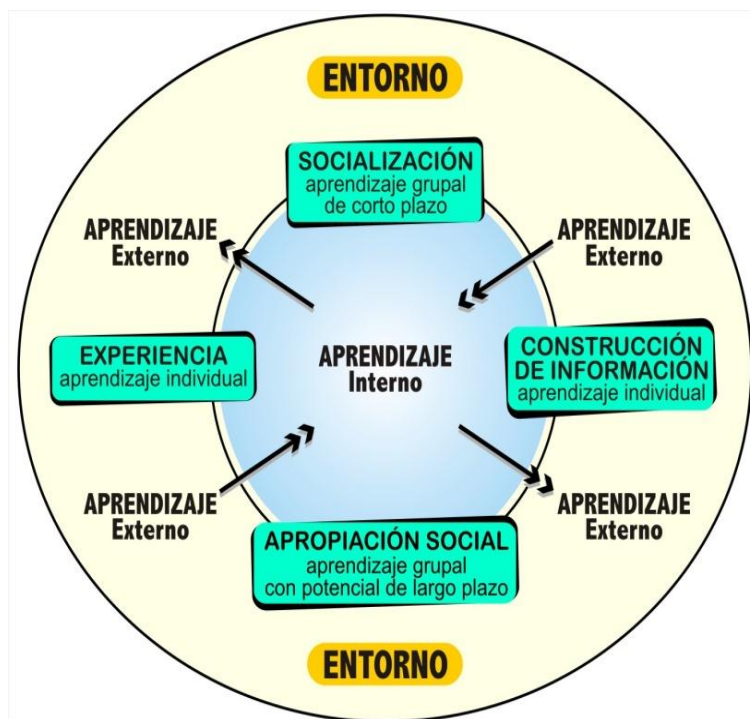 ENTORNO
SOCIALIZACIÓN
aprendizaje grupal
de corto plazo
APRENDIZAJE
Externo
APRENDIZAJE
Externo
EXPERIENCIA
aprendizaje individual
APRENDIZAJE
Interno
CONSTRUCCIÓN
DE INFORMACIÓN
aprendizaje individual
APRENDIZAJE
Externo
APRENDIZAJE
Externo
APROPIACIÓN SOCIAL
aprendizaje grupal
con potencial de largo plazo
ENTORNO